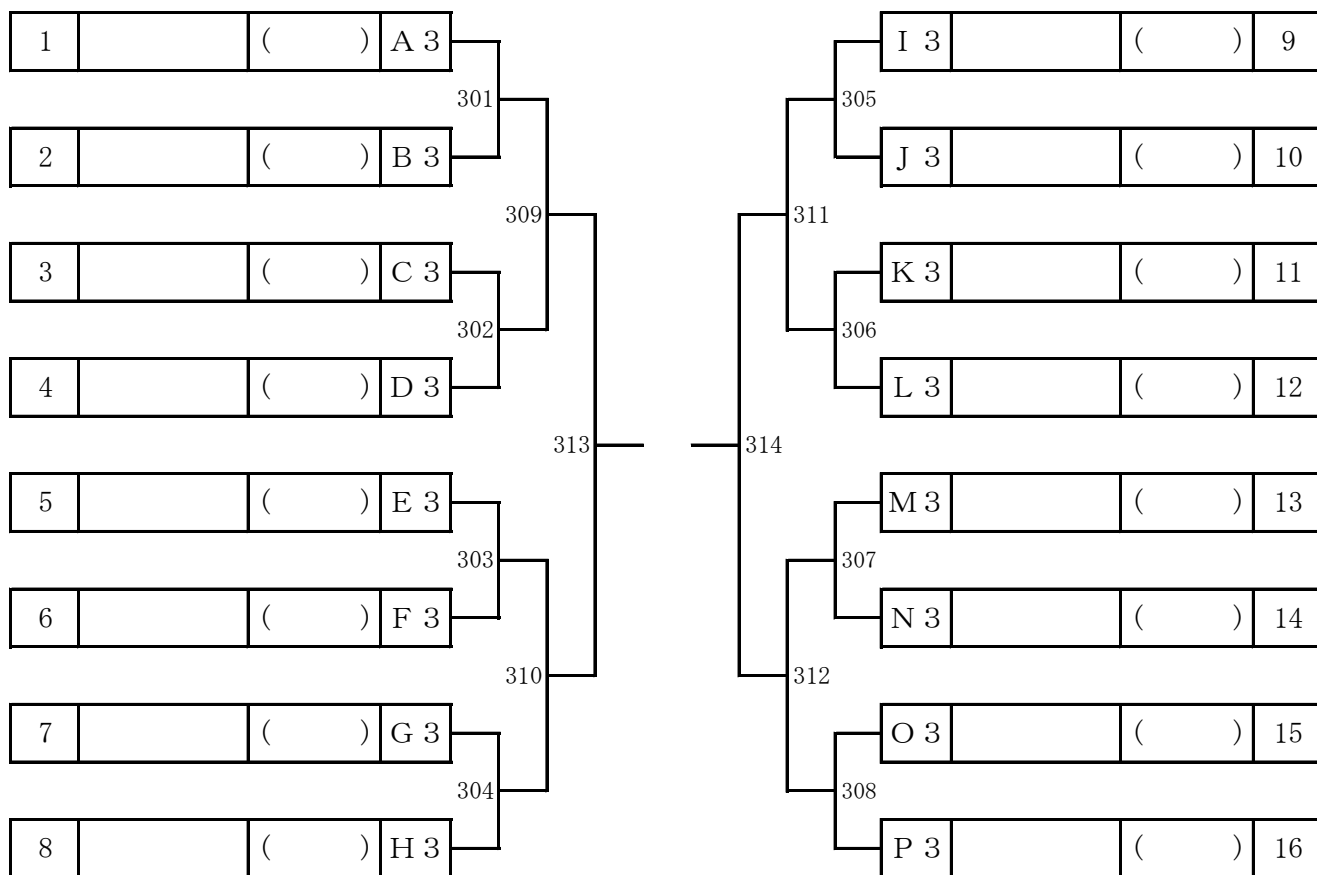 1 ( ) A 3 I 3 ( ) 9
301 305
2 ( ) B 3 J 3 ( ) 10
309 311
3 ( ) C 3 K 3 ( ) 11
302 306
4 ( ) D 3 L 3 ( ) 12
313 314
5 ( ) E 3 M 3 ( ) 13
303 307
6 ( ) F 3 N 3 ( ) 14
310 312
7 ( ) G 3 O 3 ( ) 15
304 308
8 ( ) H 3 P 3 ( ) 16